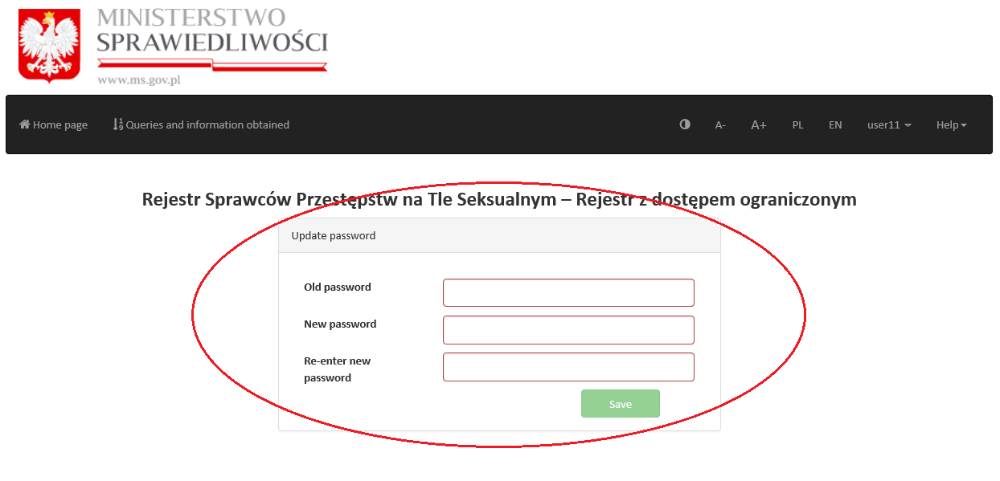 MINISTERSTWO
SPRAWIEDLIWOŚCI
www.ms.gov.pl
Home page Queries and information obtained A- A+ PL EN user11 Help
Rejestr Sprawców Przestępstw na Tle Seksualnym – Rejestr z dostępem ograniczonym
Update password
Old password
New password
Re-enter new
password
Save